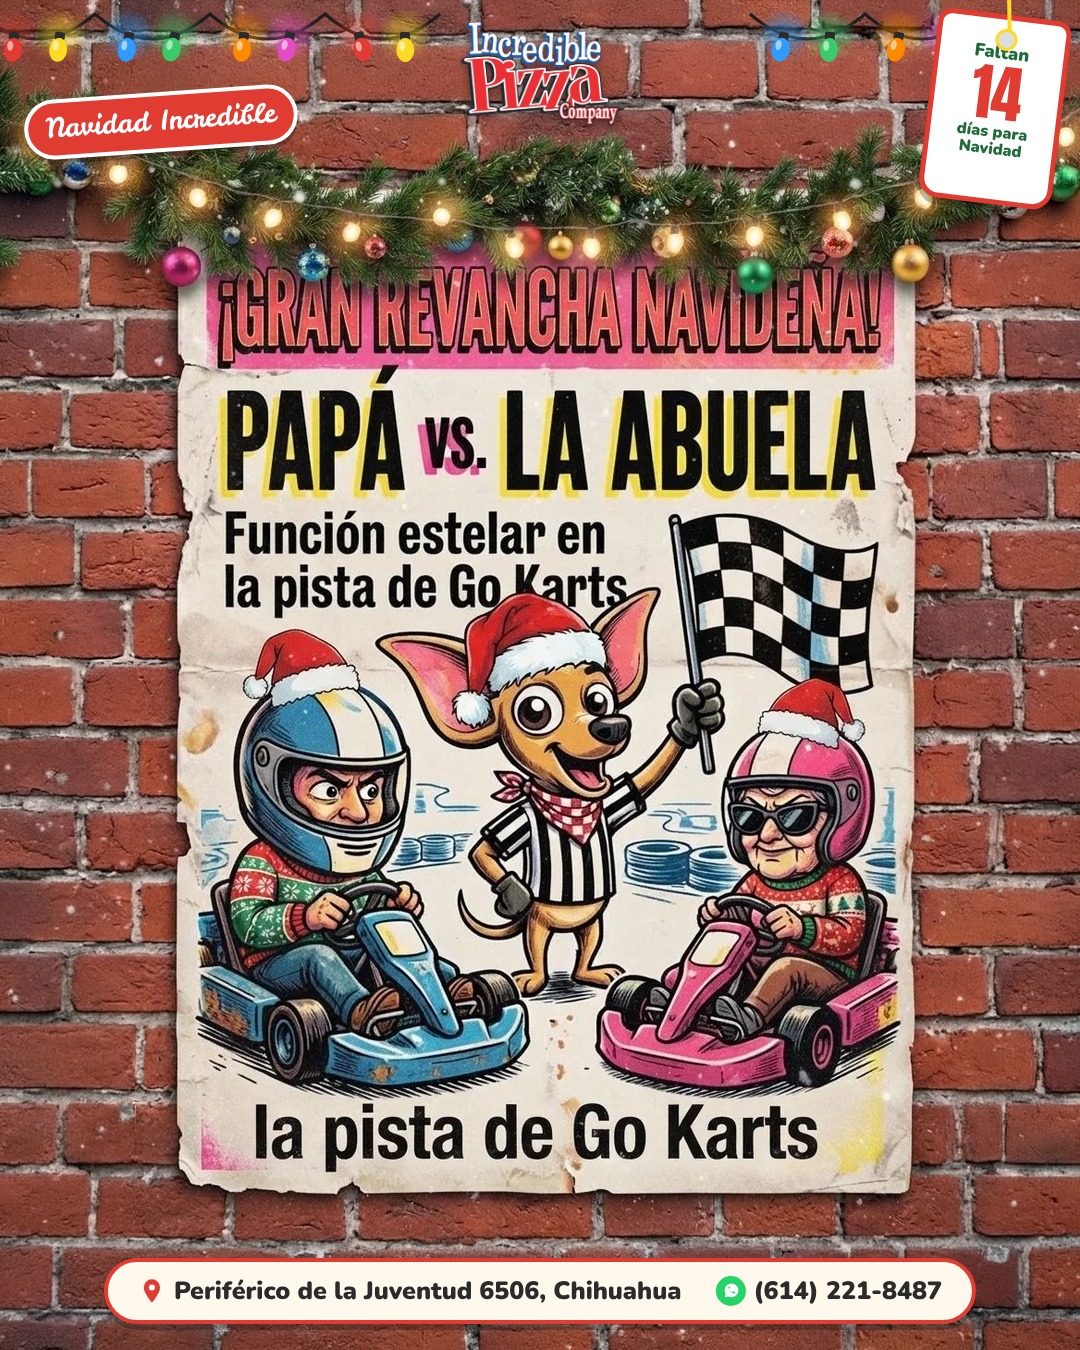 Incredible
Pizza
Company
Navidad Incredible
Faltan
14
días para
Navidad
¡GRAN REVANCHA NAVIDEÑA!
PAPÁ vs. LA ABUELA
Función estelar en
la pista de Go Karts
la pista de Go Karts
Periférico de la Juventud 6506, Chihuahua
(614) 221-8487